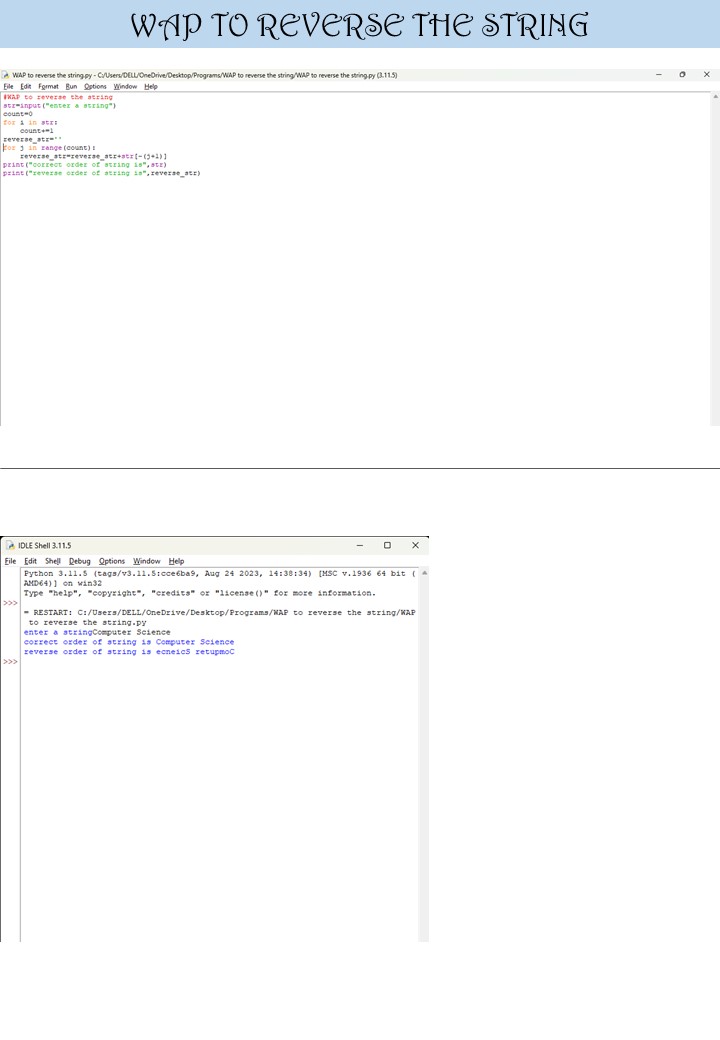 WAP TO REVERSE THE STRING
WAP to reverse the string.py - C:/Users/DELL/OneDrive/Desktop/Programs/WAP to reverse the string/WAP to reverse the string.py (3.11.5)
File Edit Format Run Options Window Help
#WAP to reverse the string
str=input("enter a string")
count=0
for i in str:
    count+=1
reverse_str=''
for j in range(count):
    reverse_str=reverse_str+str[-(j+1)]
print("correct order of string is",str)
print("reverse order of string is",reverse_str)
IDLE Shell 3.11.5
File Edit Shell Debug Options Window Help
Python 3.11.5 (tags/v3.11.5:cce6ba9, Aug 24 2023, 14:38:34) [MSC v.1936 64 bit (
AMD64)] on win32
Type "help", "copyright", "credits" or "license()" for more information.
>>>
= RESTART: C:/Users/DELL/OneDrive/Desktop/Programs/WAP to reverse the string/WAP
 to reverse the string.py
enter a stringComputer Science
correct order of string is Computer Science
reverse order of string is ecneicS retupmoC
>>>